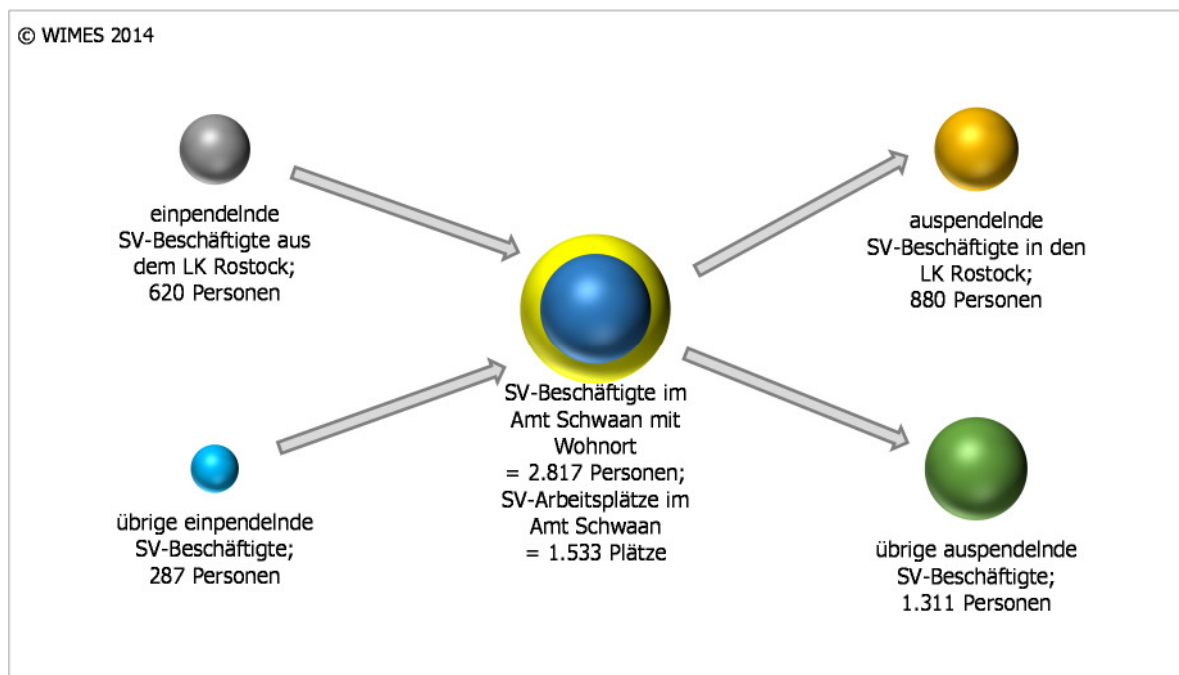 © WIMES 2014
einpendelnde
SV-Beschäftigte aus
dem LK Rostock;
620 Personen
auspendelnde
SV-Beschäftigte in den
LK Rostock;
880 Personen
SV-Beschäftigte im
Amt Schwaan mit
Wohnort
= 2.817 Personen;
SV-Arbeitsplätze im
Amt Schwaan
= 1.533 Plätze
übrige einpendelnde
SV-Beschäftigte;
287 Personen
übrige auspendelnde
SV-Beschäftigte;
1.311 Personen